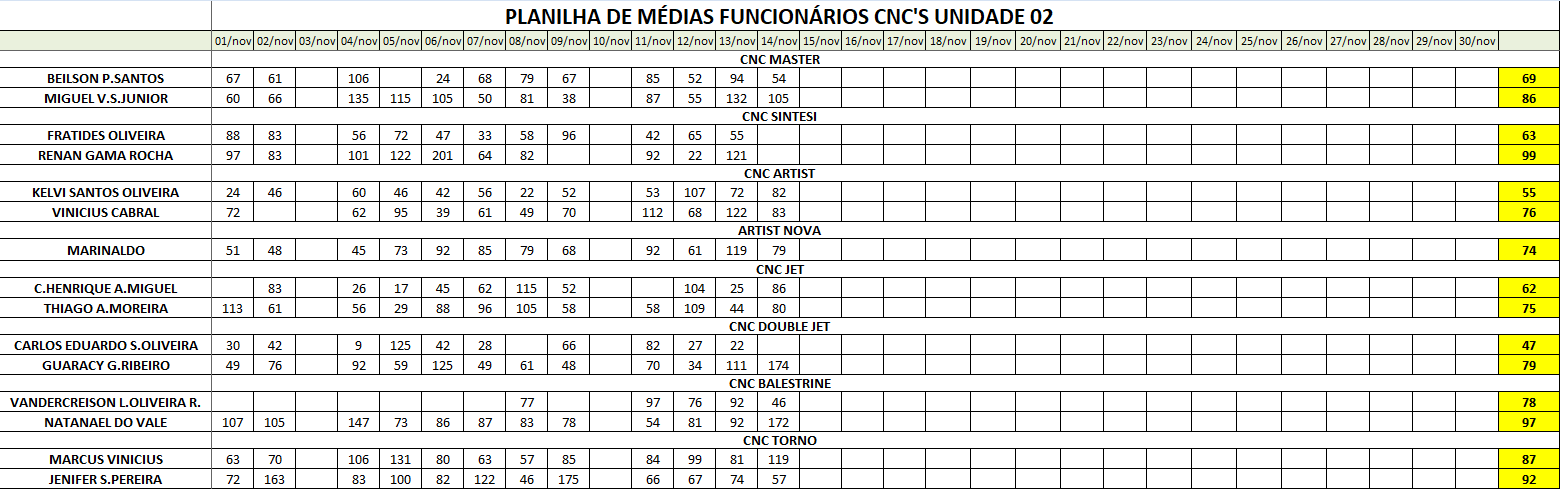 PLANILHA DE MÉDIAS FUNCIONÁRIOS CNC'S UNIDADE 02
01/nov 02/nov 03/nov 04/nov 05/nov 06/nov 07/nov 08/nov 09/nov 10/nov 11/nov 12/nov 13/nov 14/nov 15/nov 16/nov 17/nov 18/nov 19/nov 20/nov 21/nov 22/nov 23/nov 24/nov 25/nov 26/nov 27/nov 28/nov 29/nov 30/nov
CNC MASTER
BEILSON P.SANTOS 67 61 106 24 68 79 67 85 52 94 54 69
MIGUEL V.S.JUNIOR 60 66 135 115 105 50 81 38 87 55 132 105 86
CNC SINTESI
FRATIDES OLIVEIRA 88 83 56 72 47 33 58 96 42 65 55 63
RENAN GAMA ROCHA 97 83 101 122 201 64 82 92 22 121 99
CNC ARTIST
KELVI SANTOS OLIVEIRA 24 46 60 46 42 56 22 52 53 107 72 82 55
VINICIUS CABRAL 72 62 95 39 61 49 70 112 68 122 83 76
ARTIST NOVA
MARINALDO 51 48 45 73 92 85 79 68 92 61 119 79 74
CNC JET
C.HENRIQUE A.MIGUEL 83 26 17 45 62 115 52 104 25 86 62
THIAGO A.MOREIRA 113 61 56 29 88 96 105 58 58 109 44 80 75
CNC DOUBLE JET
CARLOS EDUARDO S.OLIVEIRA 30 42 9 125 42 28 66 82 27 22 47
GUARACY G.RIBEIRO 49 76 92 59 125 49 61 48 70 34 111 174 79
CNC BALESTRINE
VANDERCREISON L.OLIVEIRA R. 77 97 76 92 46 78
NATANAEL DO VALE 107 105 147 73 86 87 83 78 54 81 92 172 97
CNC TORNO
MARCUS VINICIUS 63 70 106 131 80 63 57 85 84 99 81 119 87
JENIFER S.PEREIRA 72 163 83 100 82 122 46 175 66 67 74 57 92